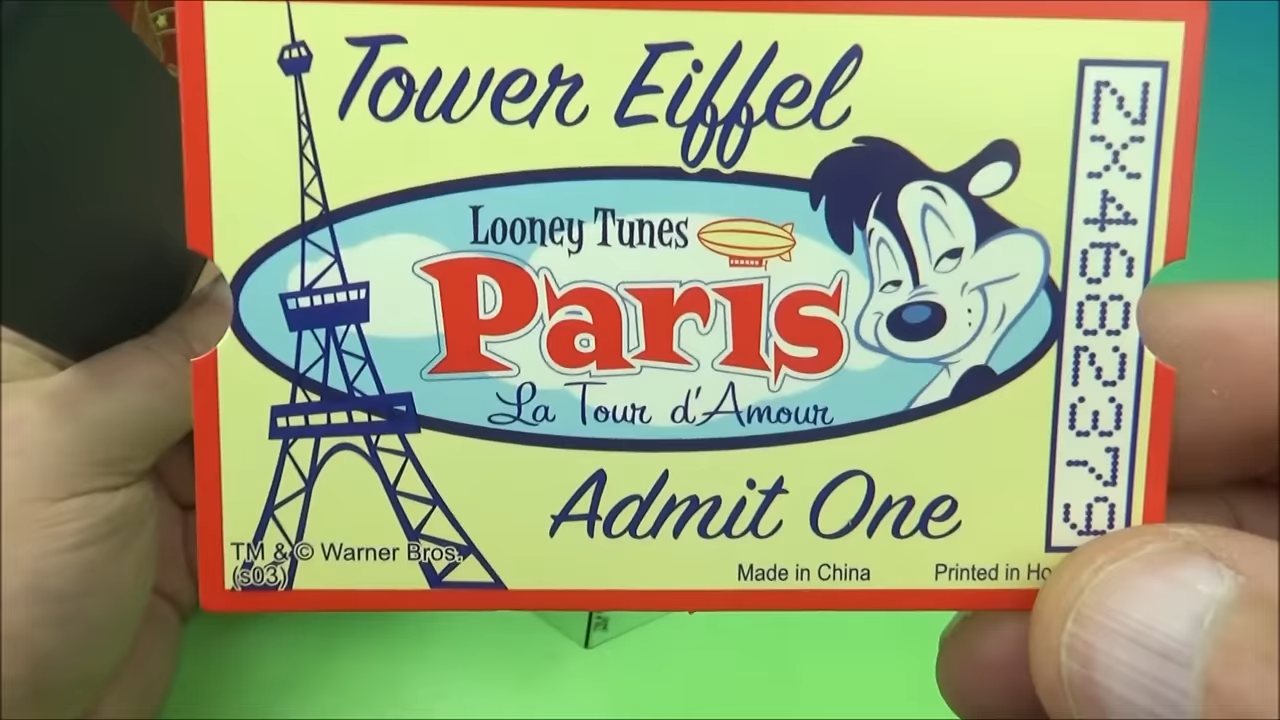 Tower Eiffel
Looney Tunes
Paris
La Tour d'Amour
Admit One
TM & © Warner Bros.
(s03)
Made in China
Printed in